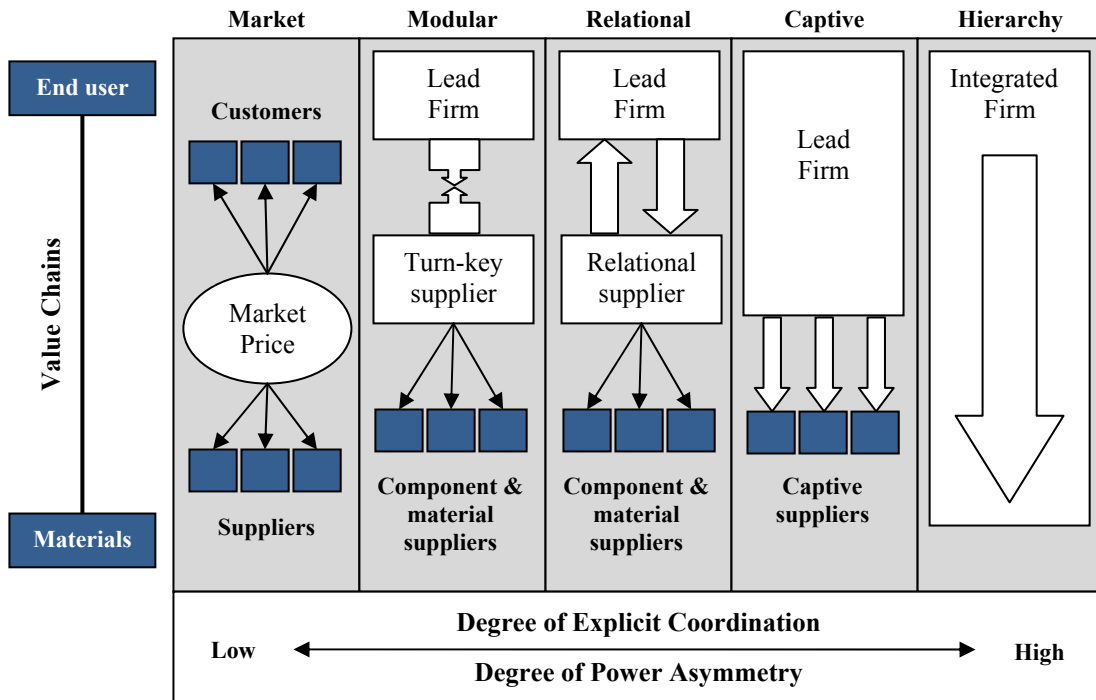 Market
Modular
Relational
Captive
Hierarchy
End user
Value Chains
Materials
Customers
Market
Price
Suppliers
Lead
Firm
Turn-key
supplier
Component &
material
suppliers
Lead
Firm
Relational
supplier
Component &
material
suppliers
Lead
Firm
Captive
suppliers
Integrated
Firm
Degree of Explicit Coordination
Low
High
Degree of Power Asymmetry